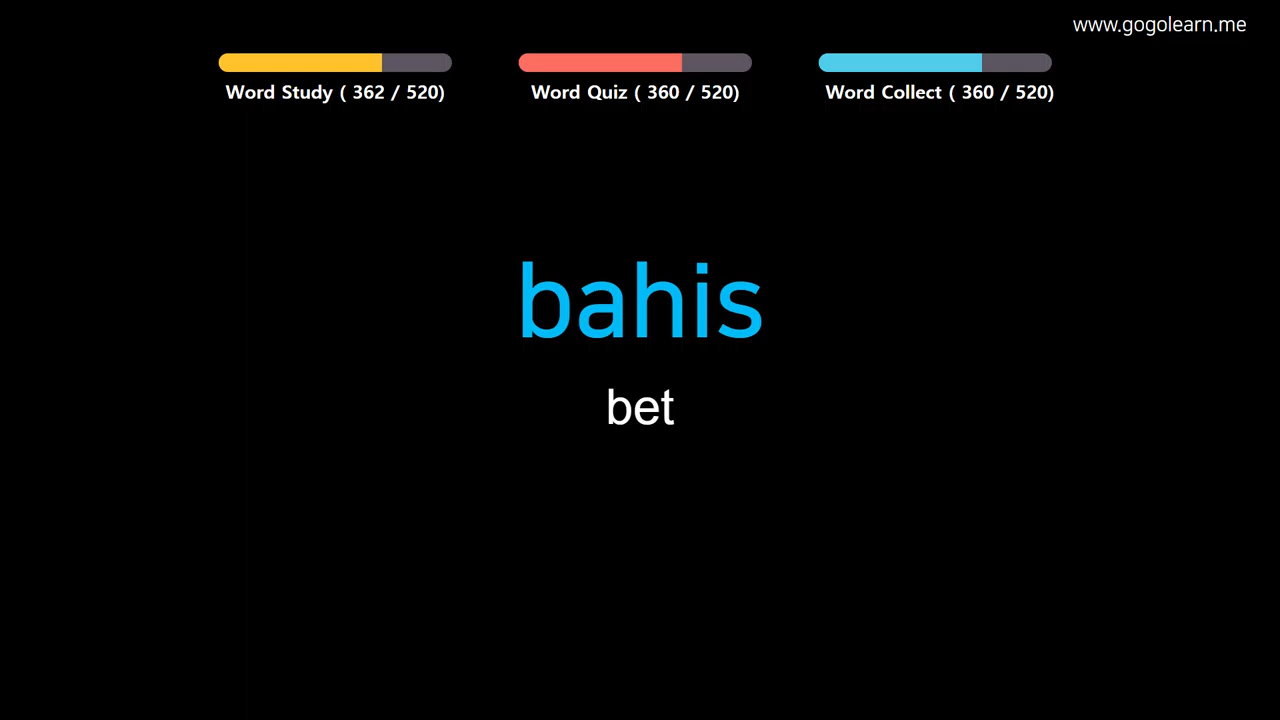 www.gogolearn.me
Word Study ( 362 / 520)
Word Quiz ( 360 / 520)
Word Collect ( 360 / 520)
bahis
bet